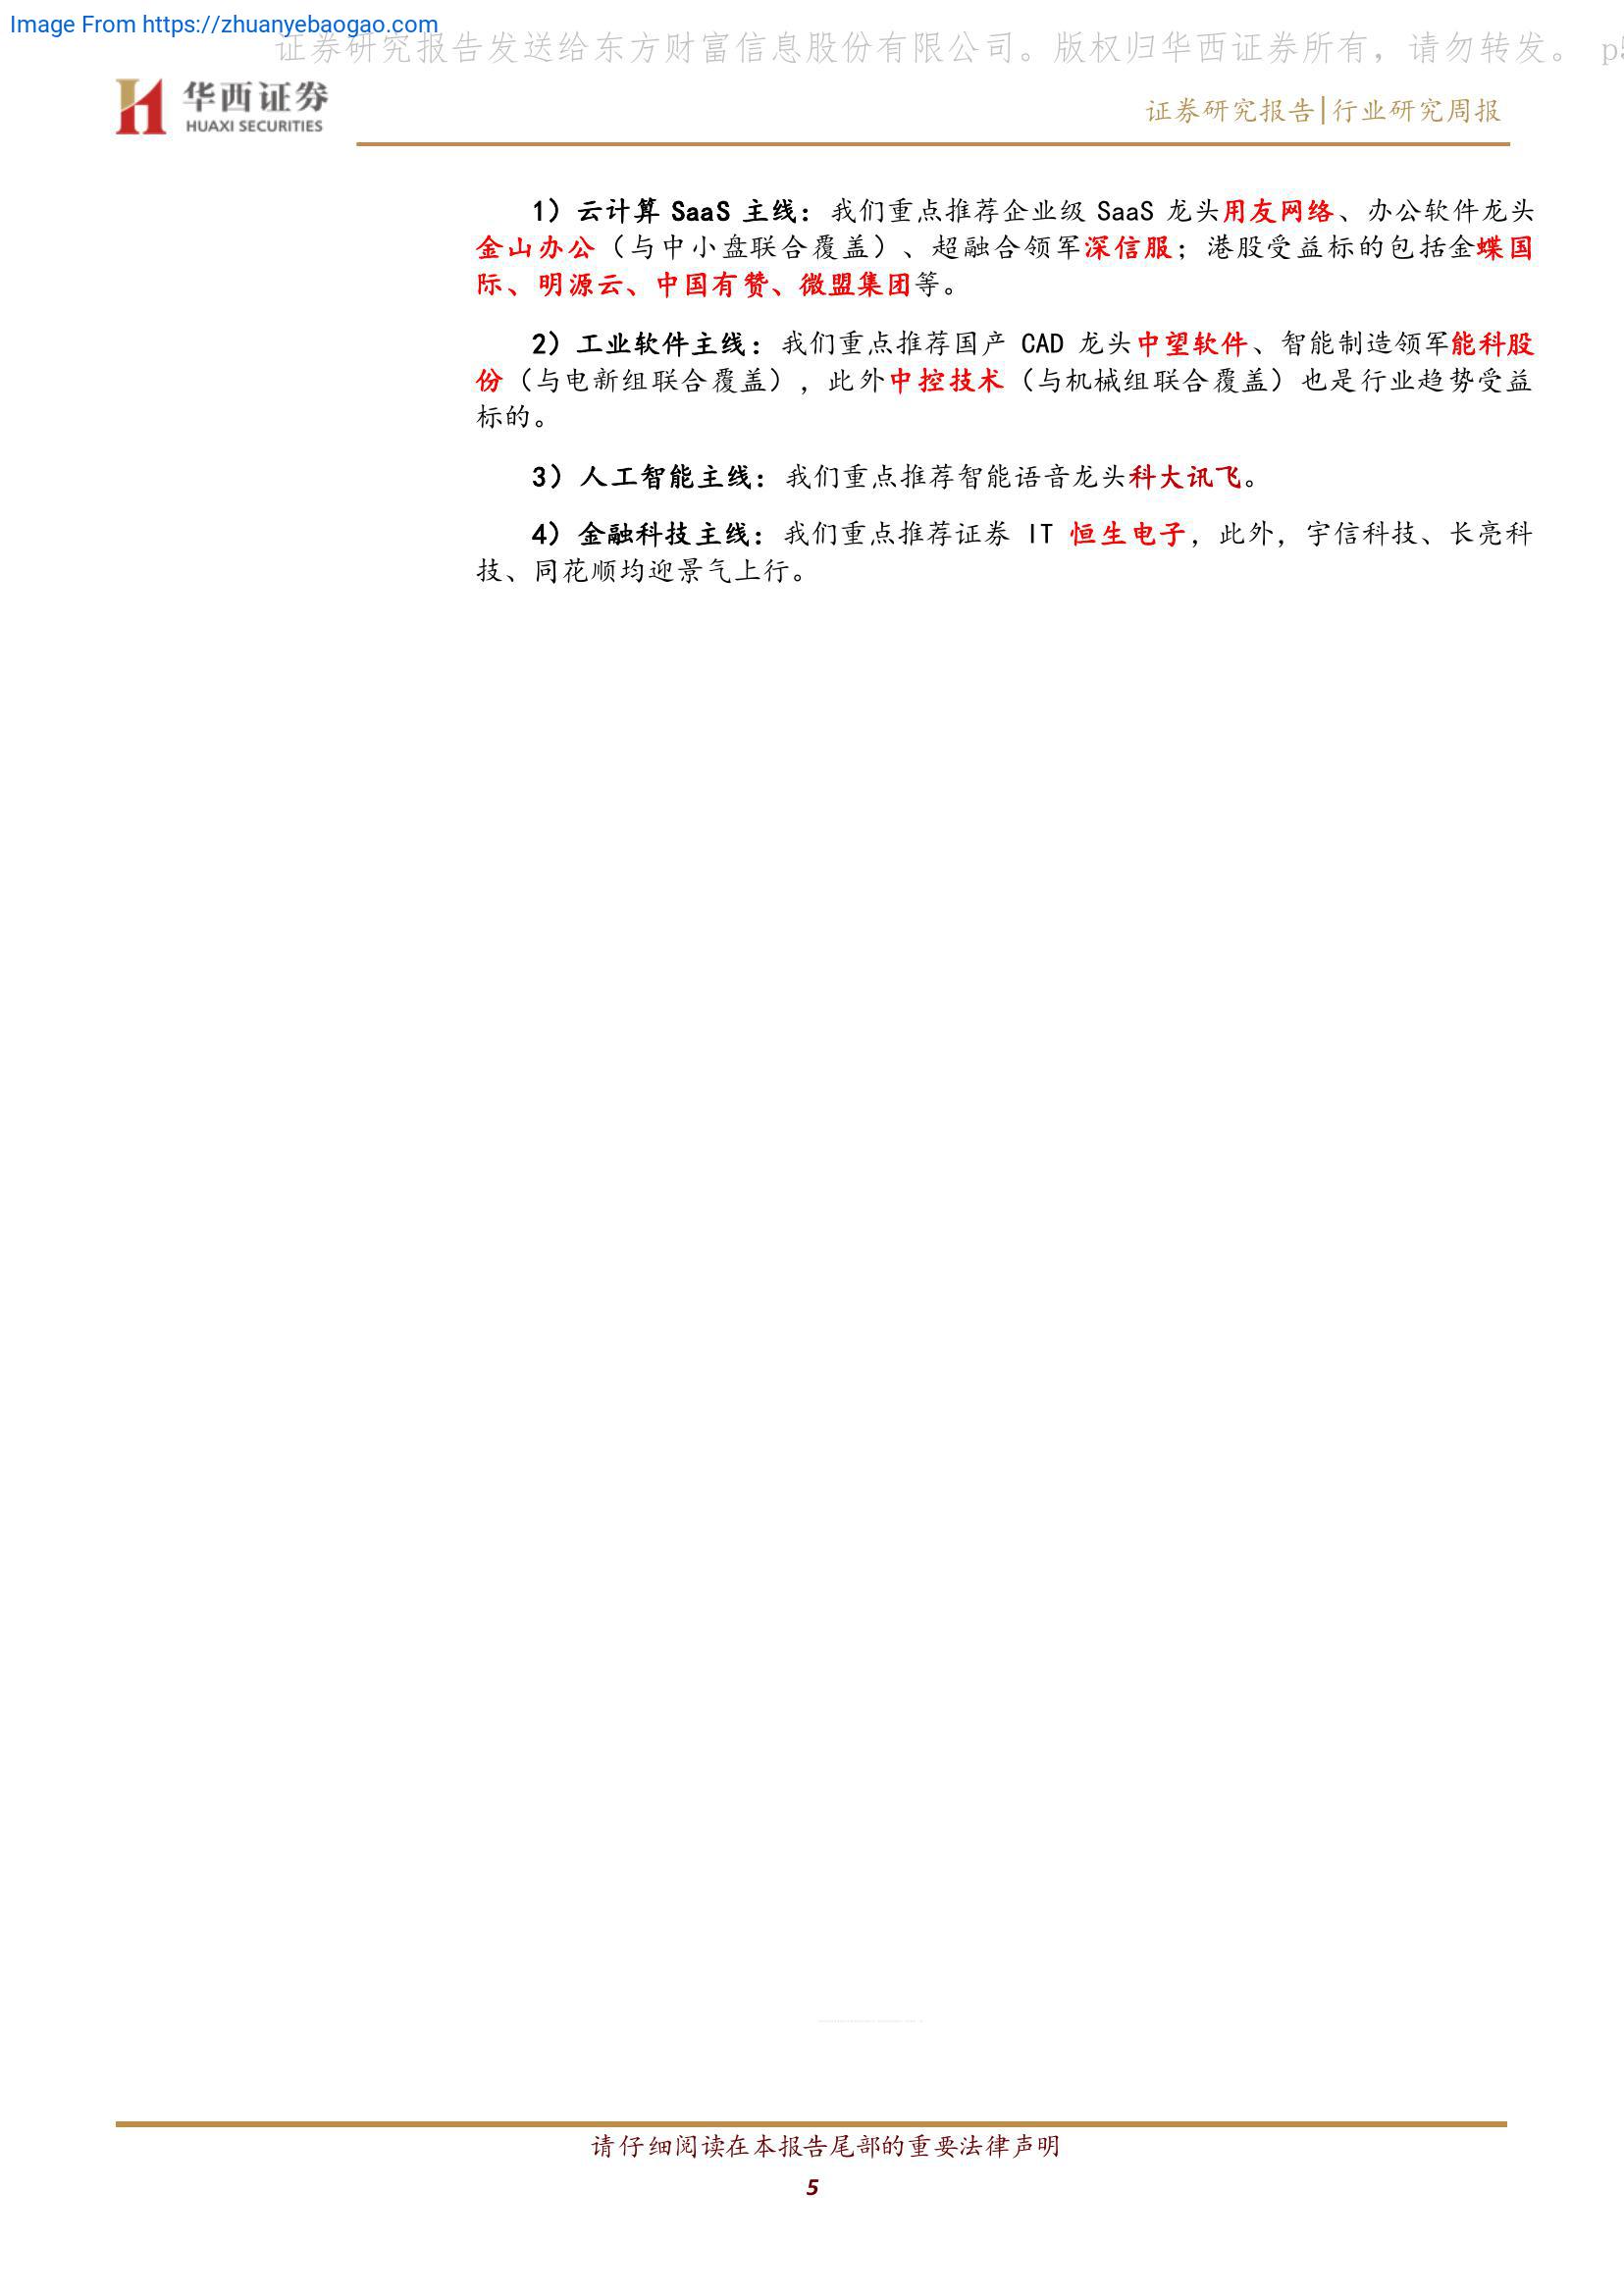 Image From https://zhuanyebaogao.com
证券研究报告发送给东方财富信息股份有限公司。版权归华西证券所有，请勿转发。 p5
华西证券
HUAXI SECURITIES
证券研究报告|行业研究周报
1）云计算 SaaS 主线：我们重点推荐企业级 SaaS 龙头用友网络、办公软件龙头
金山办公（与中小盘联合覆盖）、超融合领军深信服；港股受益标的包括金蝶国
际、明源云、中国有赞、微盟集团等。
2）工业软件主线：我们重点推荐国产 CAD 龙头中望软件、智能制造领军能科股
份（与电新组联合覆盖），此外中控技术（与机械组联合覆盖）也是行业趋势受益
标的。
3）人工智能主线：我们重点推荐智能语音龙头科大讯飞。
4）金融科技主线：我们重点推荐证券 IT 恒生电子，此外，宇信科技、长亮科
技、同花顺均迎景气上行。
请仔细阅读在本报告尾部的重要法律声明
5